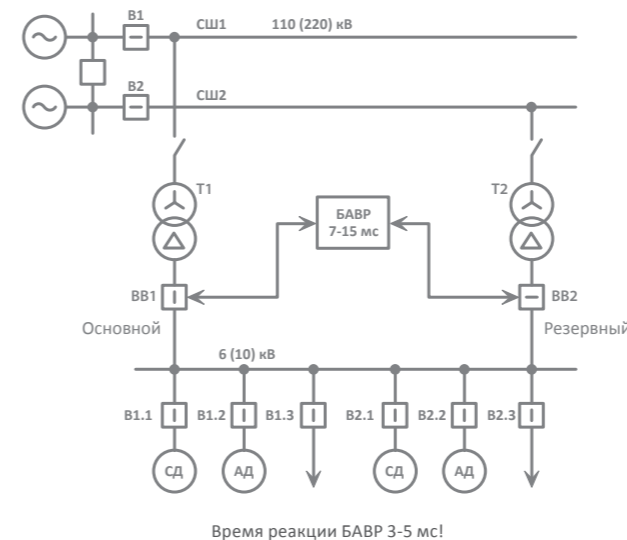 В1
СШ1
110 (220) кВ
В2
СШ2
Т1
Т2
БАВР
7-15 мс
ВВ1
ВВ2
Основной
Резервный
6 (10) кВ
В1.1
В1.2
В1.3
В2.1
В2.2
В2.3
СД
АД
СД
АД
Время реакции БАВР 3-5 мс!